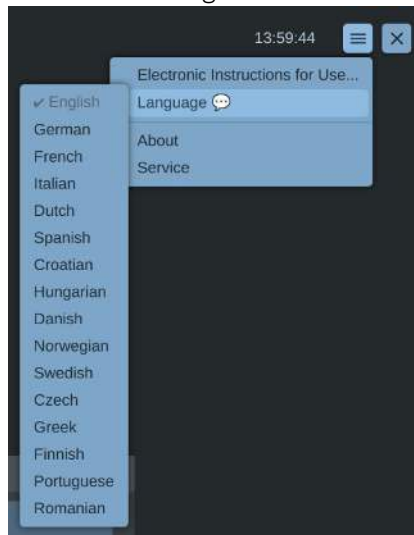 13:59:44
Electronic Instructions for Use...
Language 💬
About
Service
✔ English
German
French
Italian
Dutch
Spanish
Croatian
Hungarian
Danish
Norwegian
Swedish
Czech
Greek
Finnish
Portuguese
Romanian